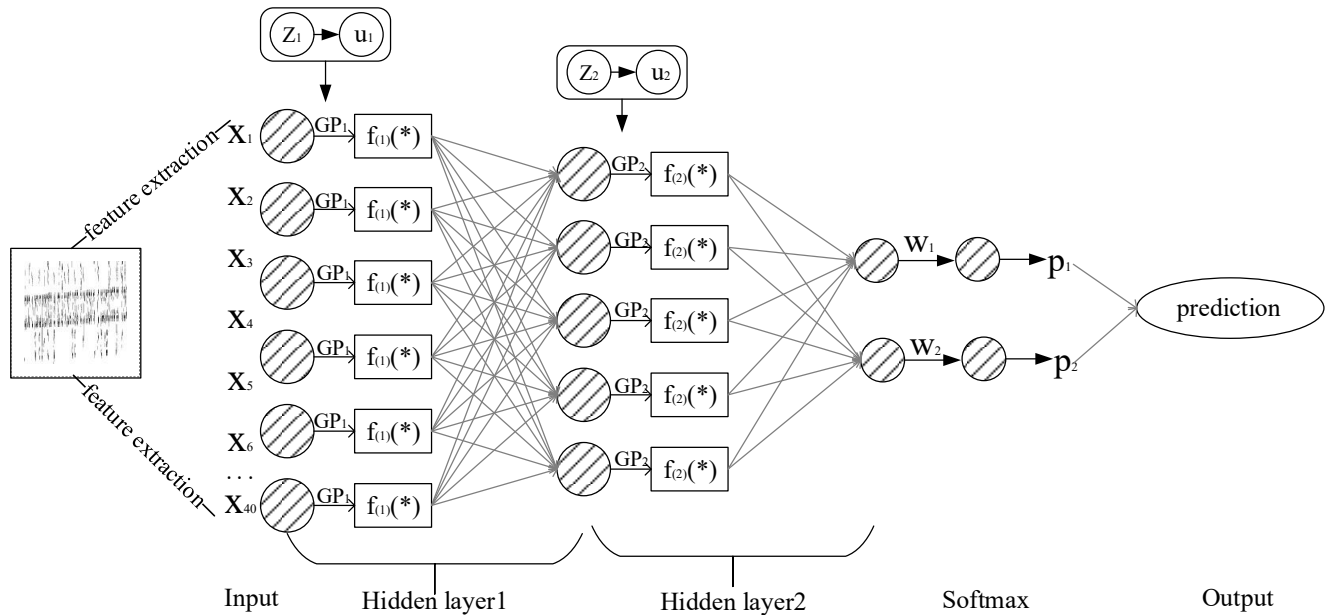 Z1 u1
Z2 u2
feature extraction
feature extraction
X1
X2
X3
X4
X5
X6
...
X40
GP1 f(1)(*)
GP1 f(1)(*)
GP1 f(1)(*)
GP1 f(1)(*)
GP1 f(1)(*)
GP1 f(1)(*)
GP2 f(2)(*)
GP3 f(2)(*)
GP2 f(2)(*)
GP3 f(2)(*)
GP2 f(2)(*)
W1 p1
W2 p2
prediction
Input Hidden layer1 Hidden layer2 Softmax Output